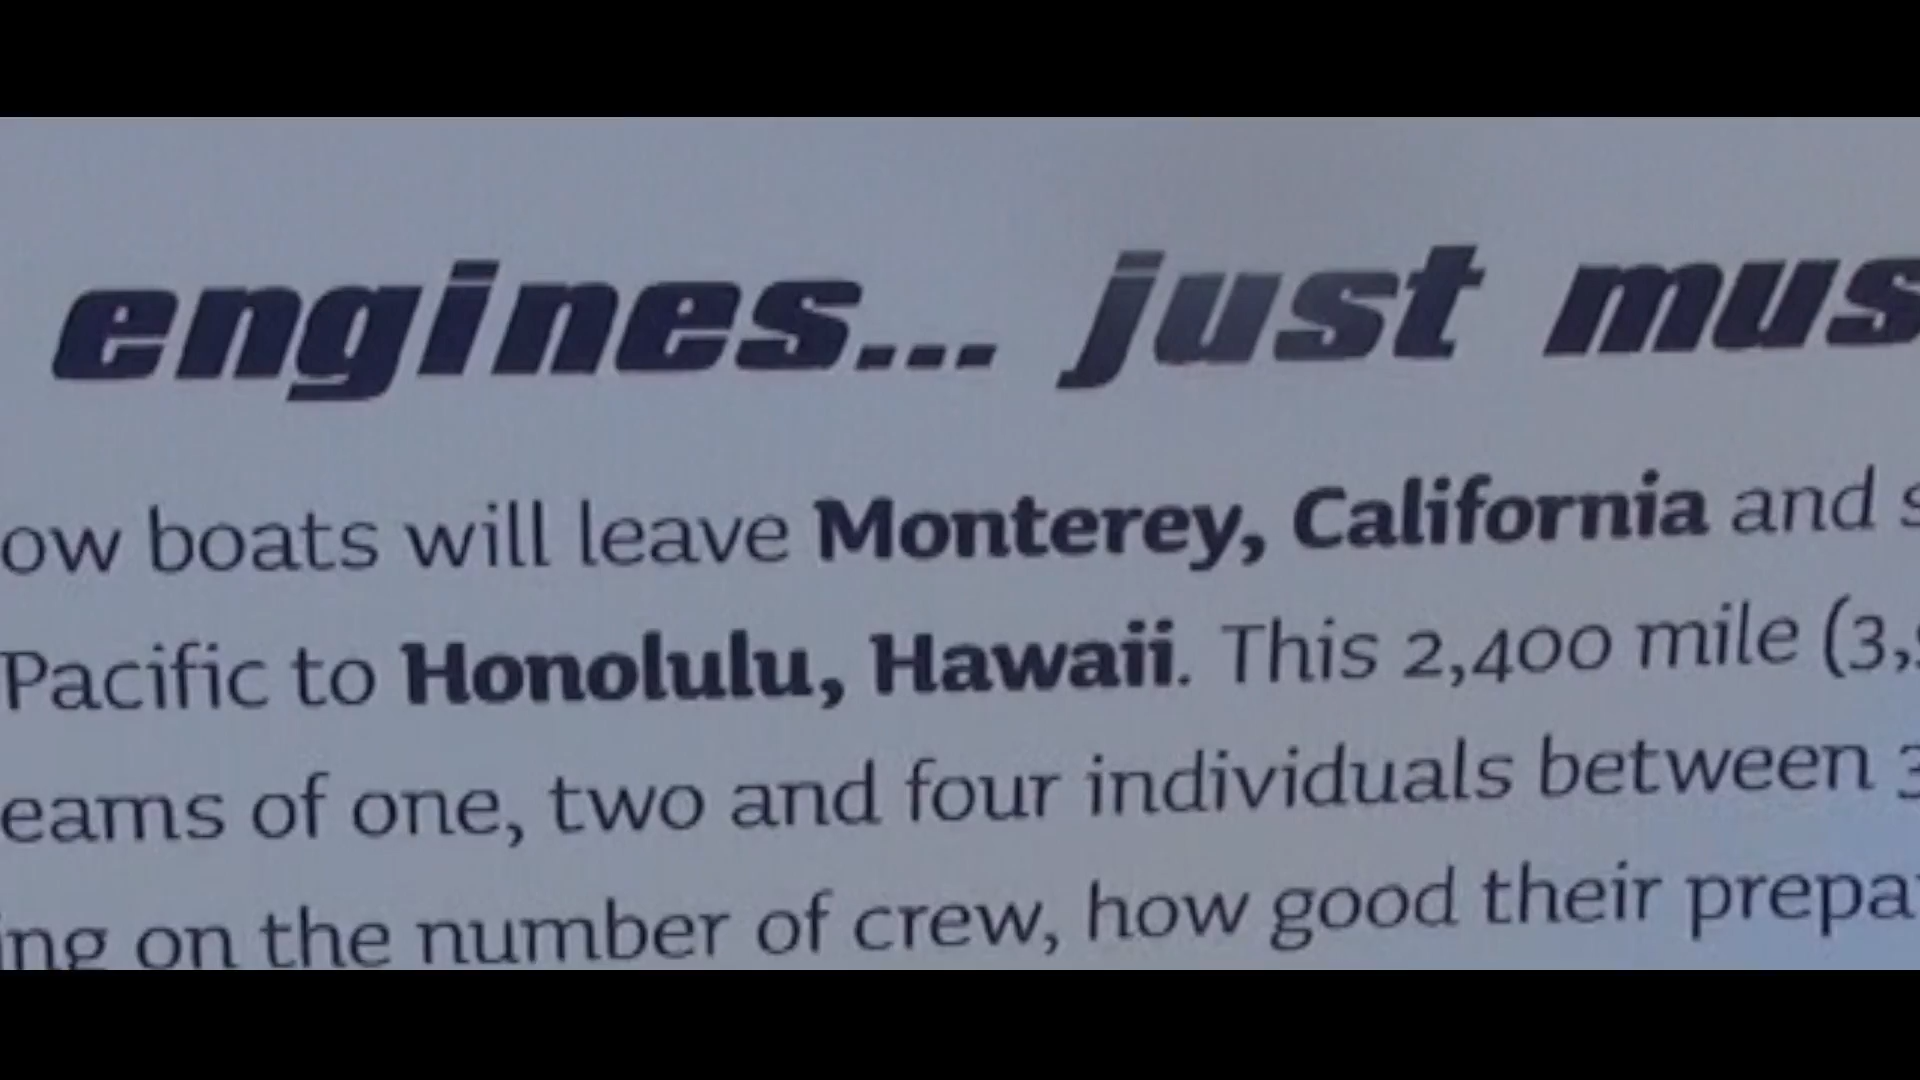 engines... just mus
ow boats will leave Monterey, California and s
Pacific to Honolulu, Hawaii. This 2,400 mile (3,
eams of one, two and four individuals between 3
ing on the number of crew, how good their prepa